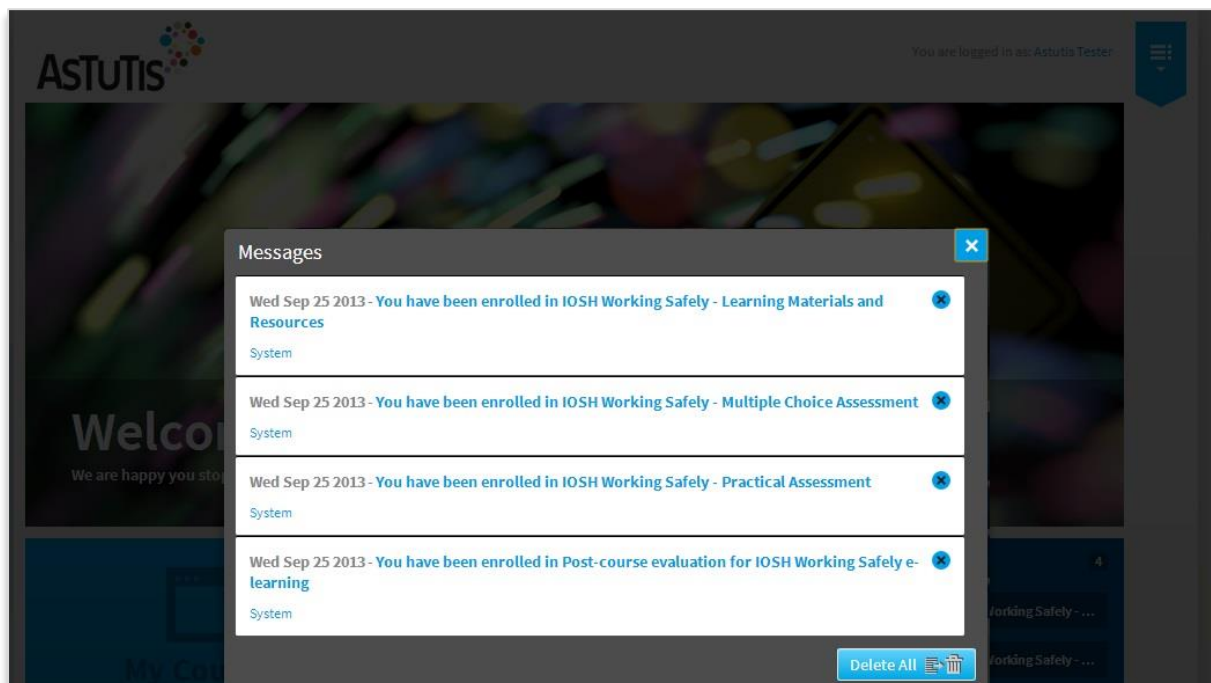 ASTUTIS
You are logged in as: Astutis Tester
Messages
Wed Sep 25 2013 - You have been enrolled in IOSH Working Safely - Learning Materials and
Resources
System
Wed Sep 25 2013 - You have been enrolled in IOSH Working Safely - Multiple Choice Assessment
System
Welco
Wed Sep 25 2013 - You have been enrolled in IOSH Working Safely - Practical Assessment
We are happy you sto
System
Wed Sep 25 2013 - You have been enrolled in Post-course evaluation for IOSH Working Safely e-
learning
4
System
Working Safely - ...
My Cou
Delete All
Working Safely - ...